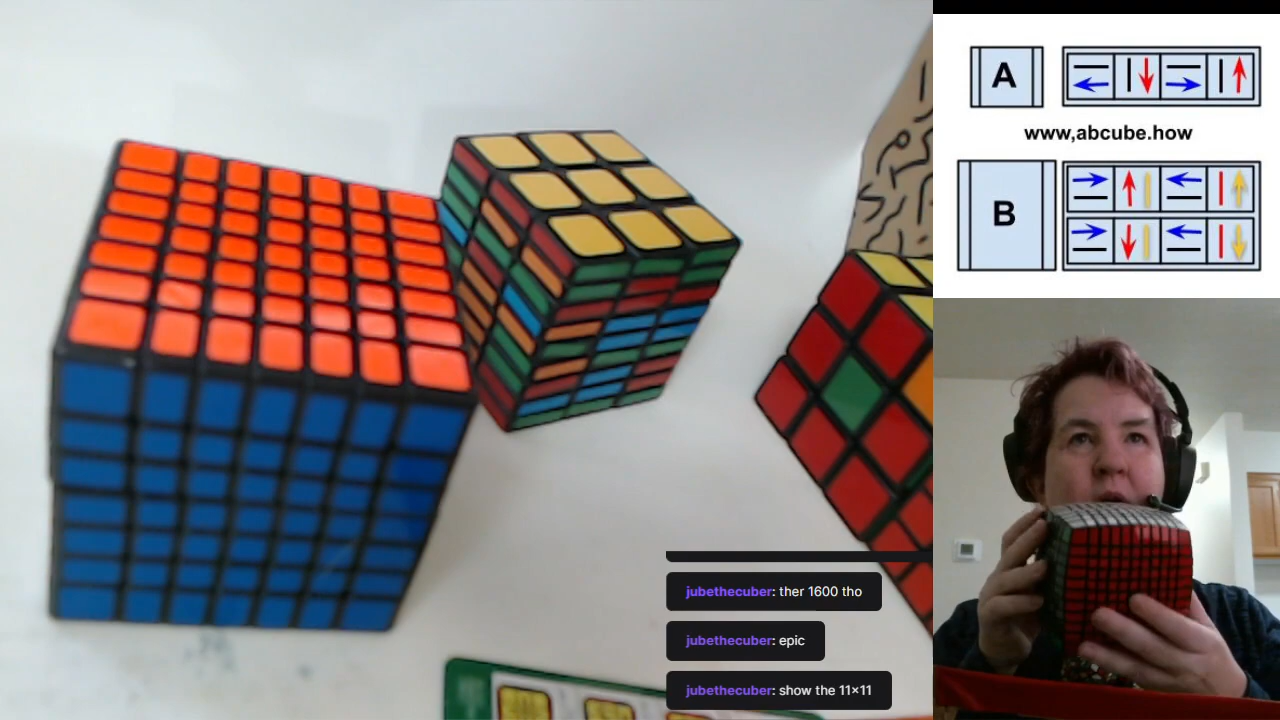 A
www,abcube.how
B
jubethecuber: ther 1600 tho
jubethecuber: epic
jubethecuber: show the 11×11